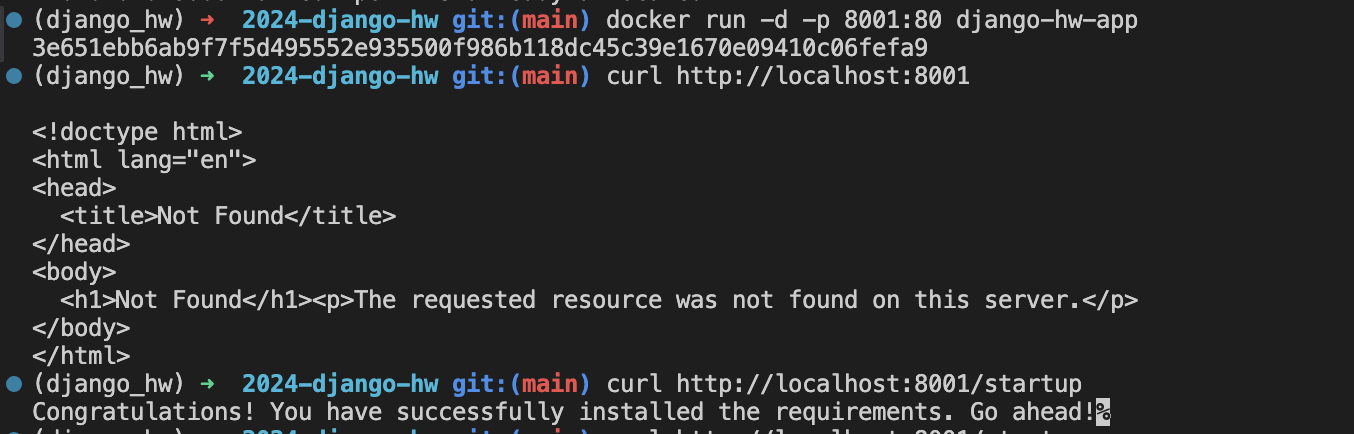 (django_hw) ➜  2024-django-hw git:(main) docker run -d -p 8001:80 django-hw-app
3e651ebb6ab9f7f5d495552e935500f986b118dc45c39e1670e09410c06fefa9
(django_hw) ➜  2024-django-hw git:(main) curl http://localhost:8001
<!doctype html>
<html lang="en">
<head>
  <title>Not Found</title>
</head>
<body>
  <h1>Not Found</h1><p>The requested resource was not found on this server.</p>
</body>
</html>
(django_hw) ➜  2024-django-hw git:(main) curl http://localhost:8001/startup
Congratulations! You have successfully installed the requirements. Go ahead!%